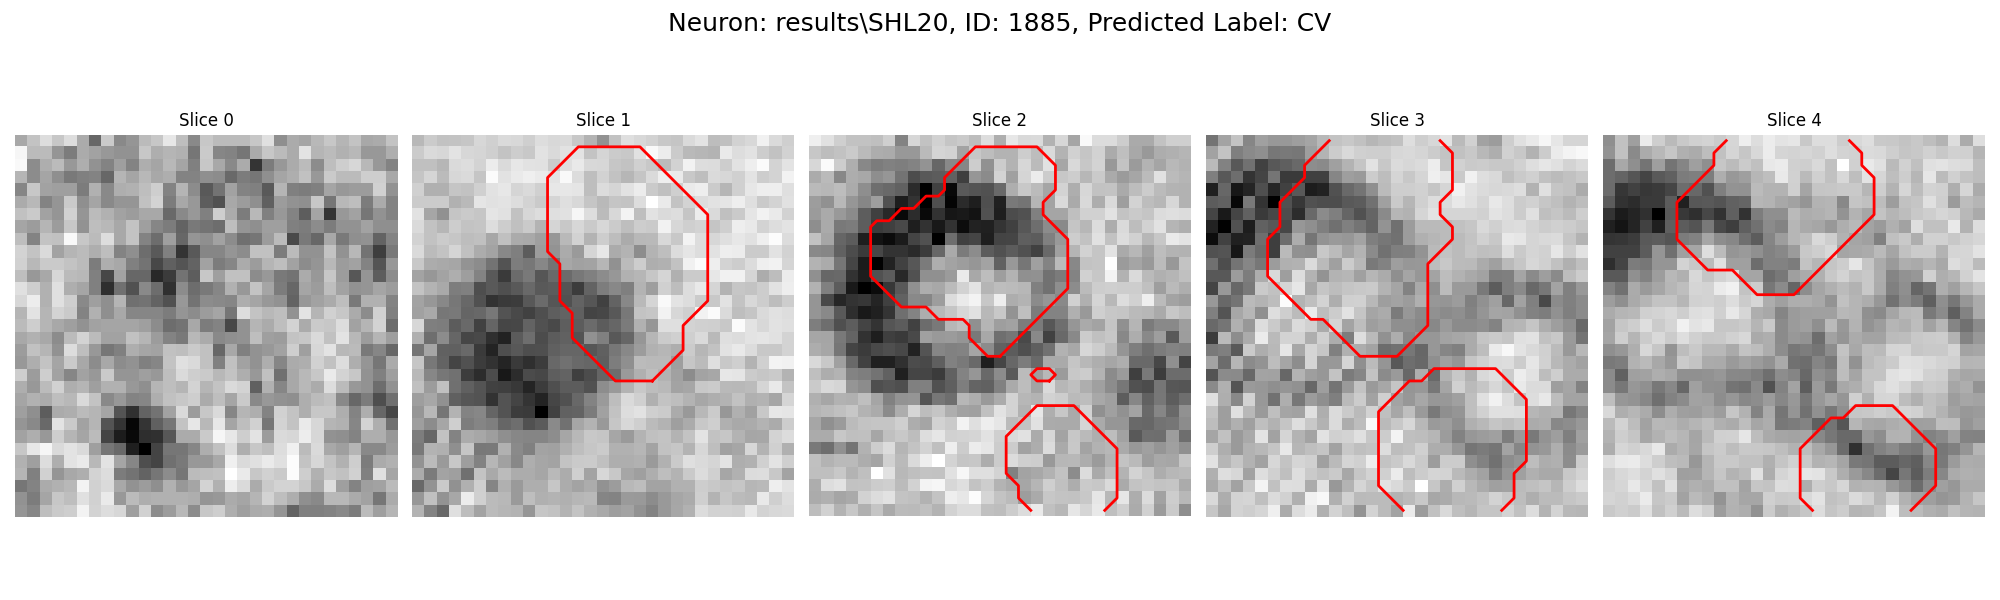 Neuron: results\SHL20, ID: 1885, Predicted Label: CV
Slice 0
Slice 1
Slice 2
Slice 3
Slice 4